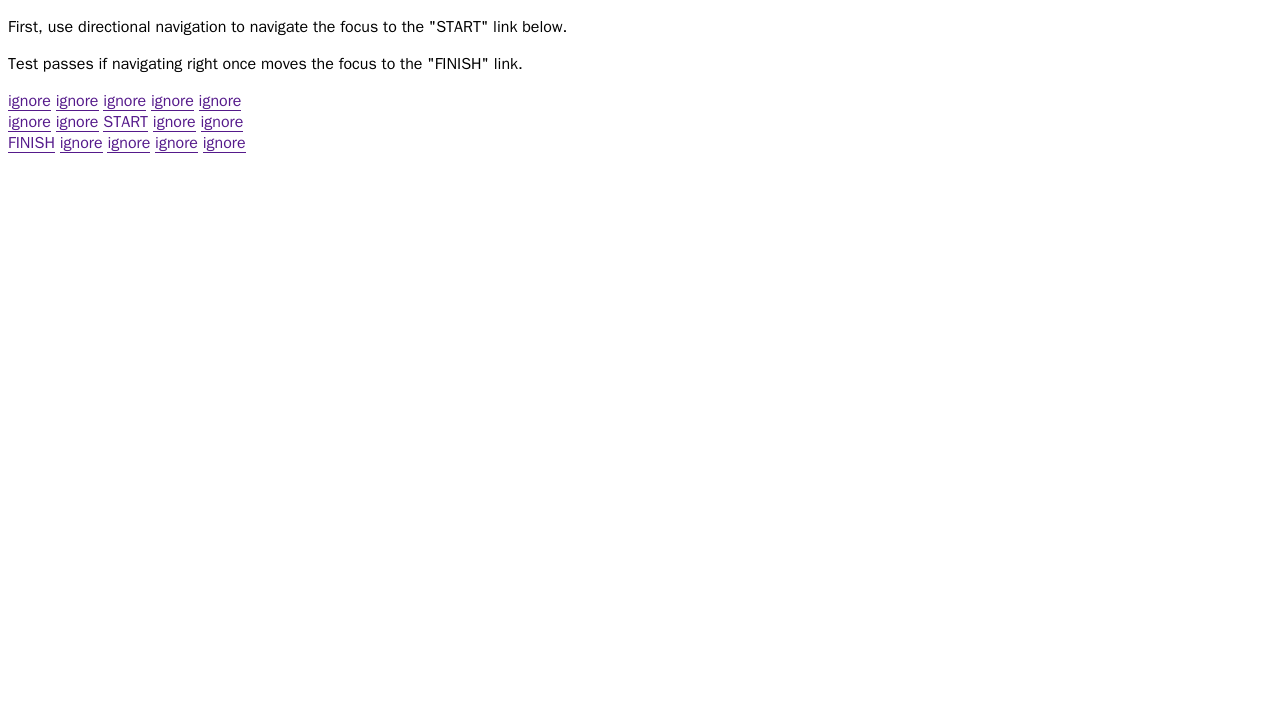 First, use directional navigation to navigate the focus to the "START" link below.
Test passes if navigating right once moves the focus to the "FINISH" link.
ignore ignore ignore ignore ignore
ignore ignore START ignore ignore
FINISH ignore ignore ignore ignore